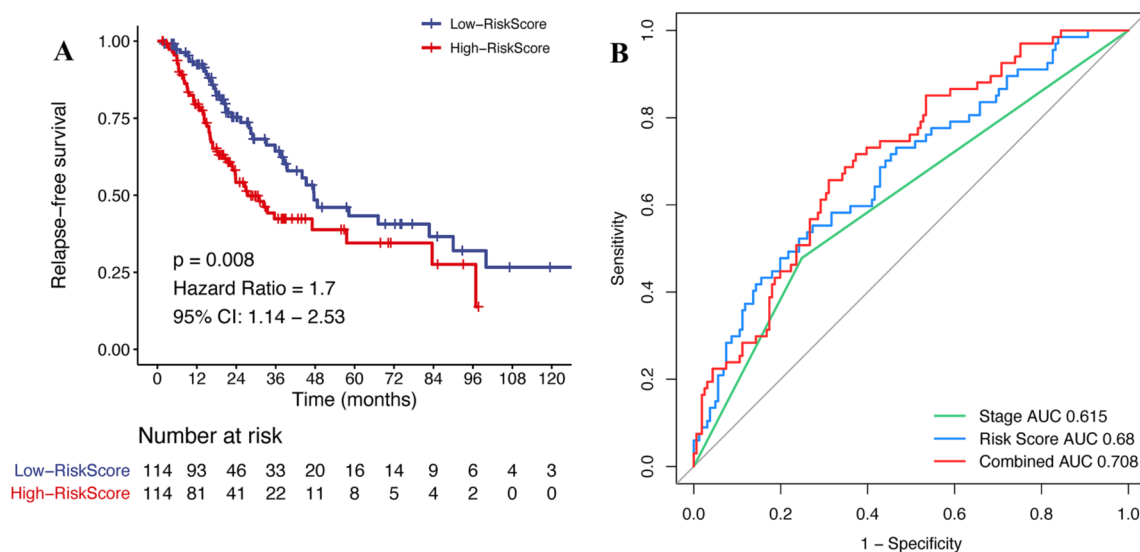 A
Low-RiskScore
High-RiskScore
Relapse-free survival
1.00
0.75
0.50
0.25
0.00
p = 0.008
Hazard Ratio = 1.7
95% CI: 1.14 – 2.53
0 12 24 36 48 60 72 84 96 108 120
Time (months)
Number at risk
Low-RiskScore 114 93 46 33 20 16 14 9 6 4 3
High-RiskScore 114 81 41 22 11 8 5 4 2 0 0
B
Sensitivity
1.0
0.8
0.6
0.4
0.2
0.0
Stage AUC 0.615
Risk Score AUC 0.68
Combined AUC 0.708
0.0 0.2 0.4 0.6 0.8 1.0
1 − Specificity